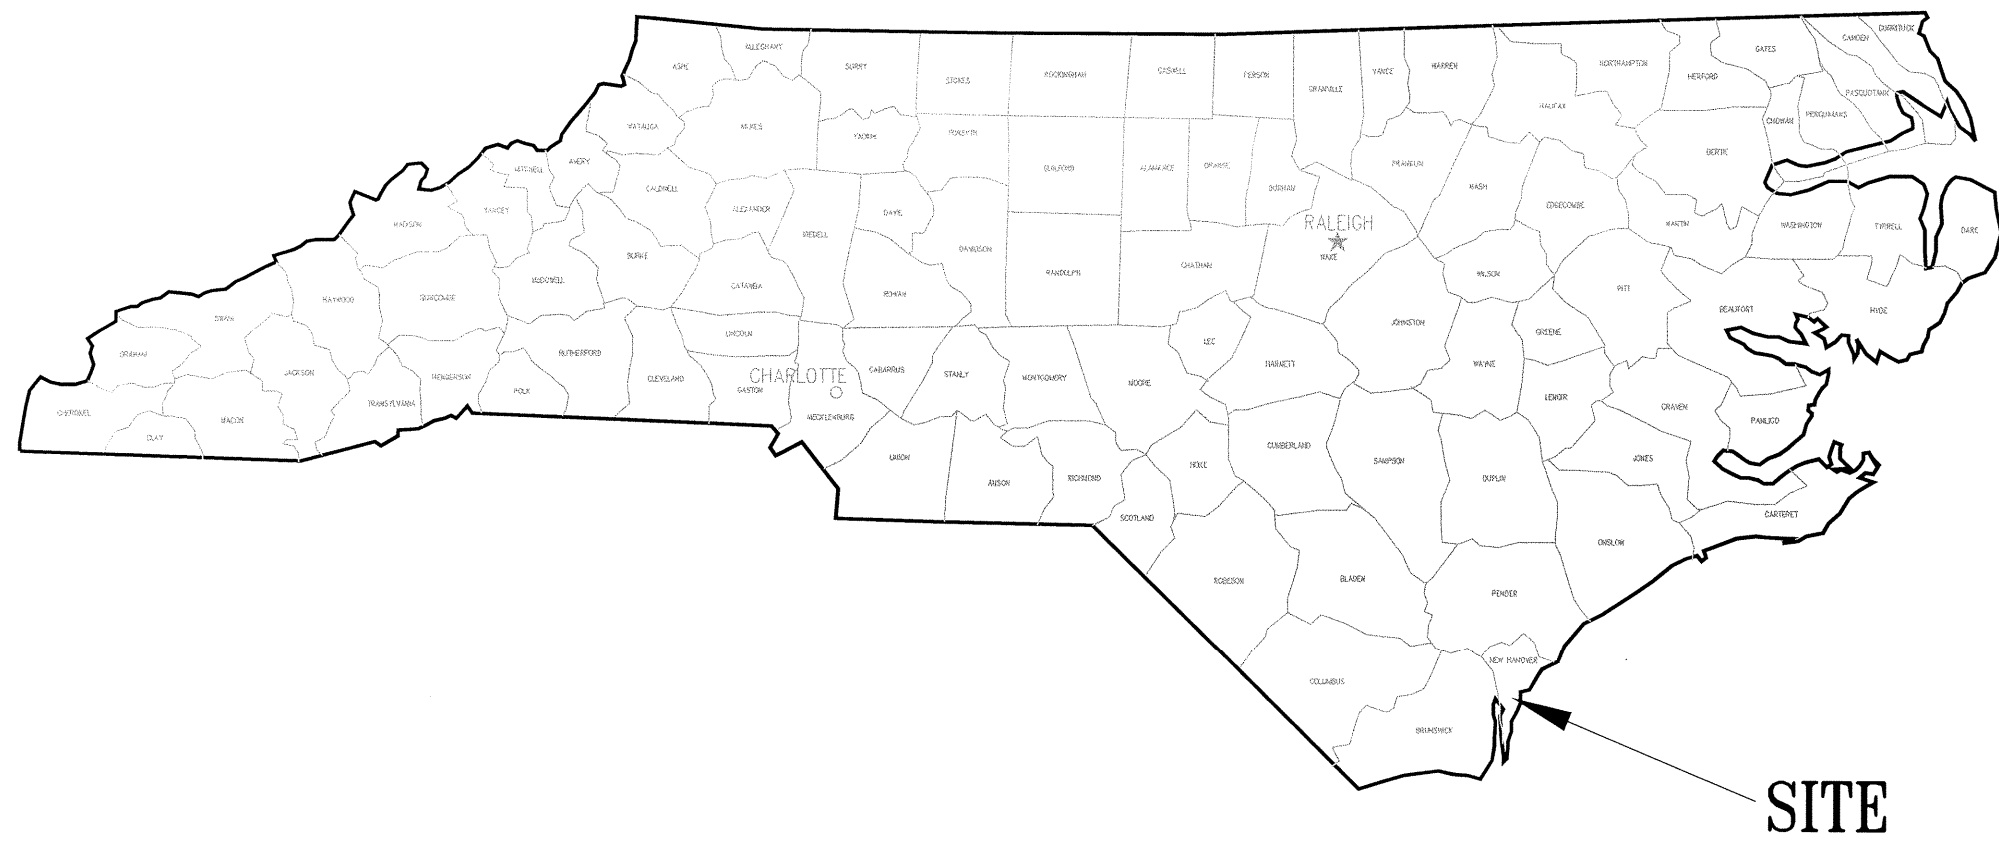 ALLEGHANY
ASHE
SURRY
STOKES
ROCKINGHAM
CASWELL
PERSON
GRANVILLE
VANCE
WARREN
NORTHAMPTON
HERFORD
GATES
CAMDEN
CURRITUCK
WATAUGA
WILKES
YADKIN
FORSYTH
GUILFORD
ALAMANCE
ORANGE
DURHAM
FRANKLIN
HALIFAX
NASH
BERTIE
CHOWAN
PERQUIMANS
PASQUOTANK
MITCHELL
AVERY
CALDWELL
ALEXANDER
IREDELL
DAVIE
DAVIDSON
RANDOLPH
CHATHAM
RALEIGH
WAKE
EDGECOMBE
MARTIN
WASHINGTON
TYRRELL
DARE
MADISON
YANCEY
BURKE
MCDOWELL
CATAWBA
ROWAN
JOHNSTON
WILSON
PITT
BEAUFORT
HYDE
SWAIN
HAYWOOD
BUNCOMBE
RUTHERFORD
LINCOLN
LEE
HARNETT
WAYNE
GREENE
GRAHAM
JACKSON
HENDERSON
POLK
CLEVELAND
CHARLOTTE
GASTON
CABARRUS
STANLY
MONTGOMERY
MOORE
LENOIR
CRAVEN
PAMLICO
CHEROKEE
CLAY
MACON
TRANSYLVANIA
MECKLENBURG
UNION
ANSON
RICHMOND
HOKE
CUMBERLAND
SAMPSON
DUPLIN
JONES
SCOTLAND
CARTERET
ONSLOW
ROBESON
BLADEN
PENDER
NEW HANOVER
COLUMBUS
BRUNSWICK
SITE